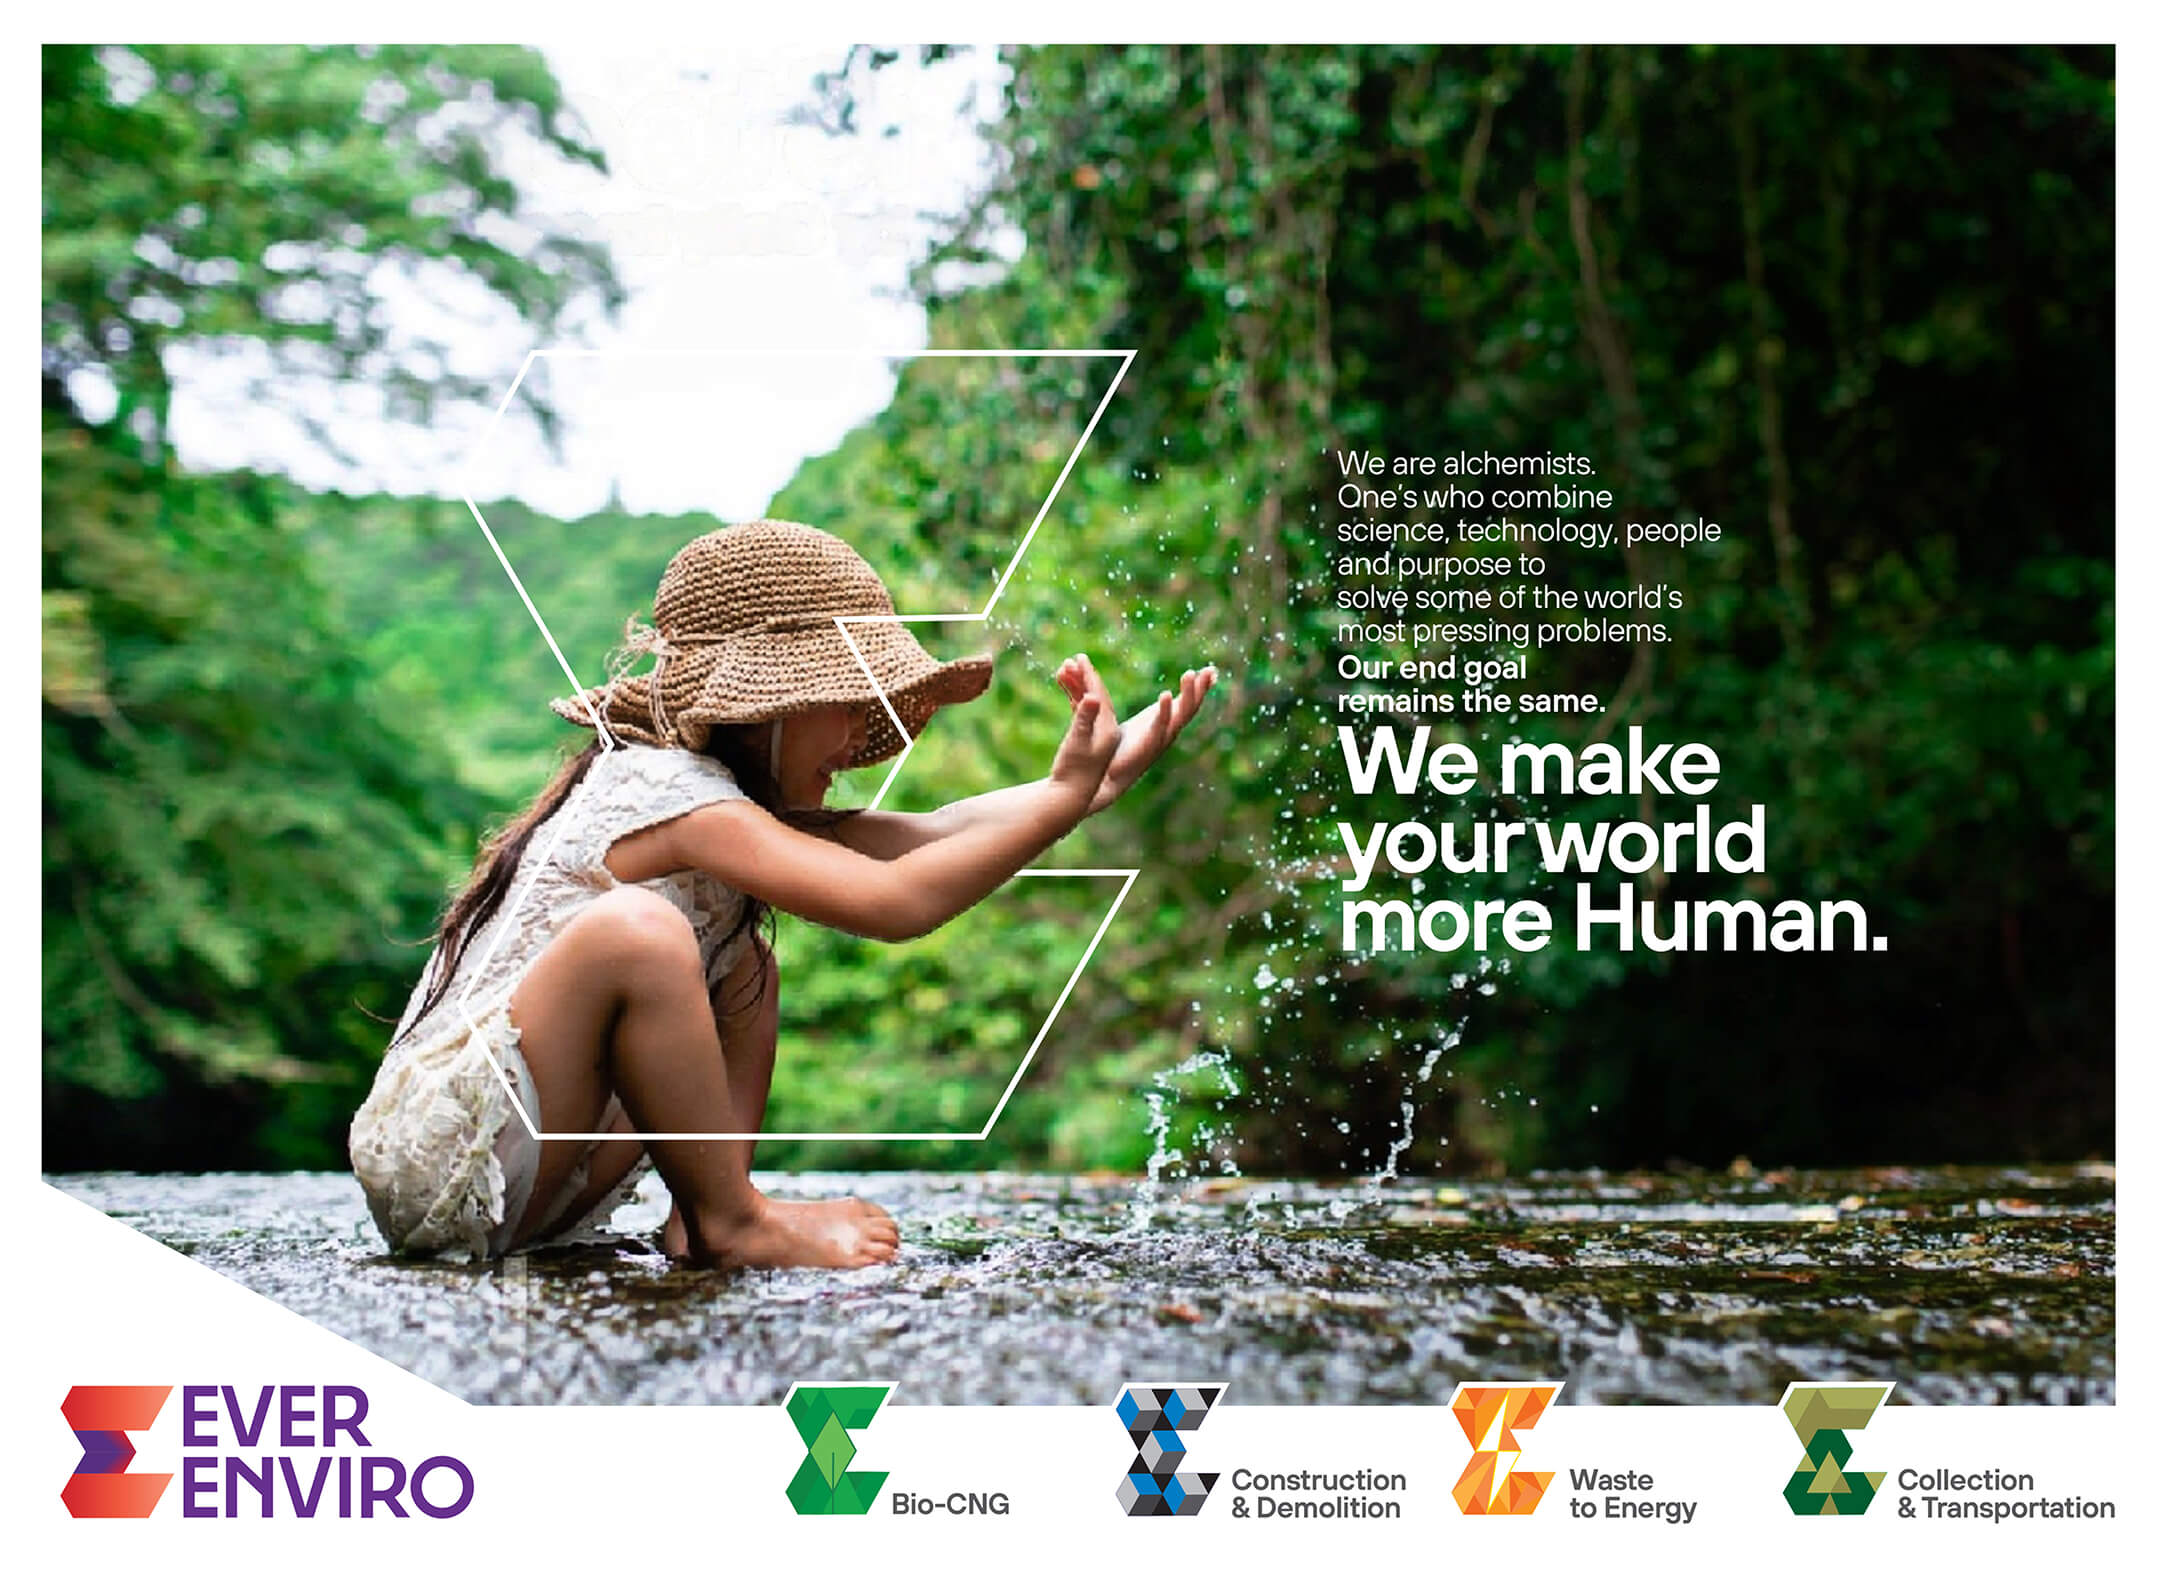 We are alchemists.
One's who combine
science, technology, people
and purpose to
solve some of the world's
most pressing problems.
Our end goal
remains the same.
We make
your world
more Human.
EVER
ENVIRO
Bio-CNG
Construction
& Demolition
Waste
to Energy
Collection
& Transportation